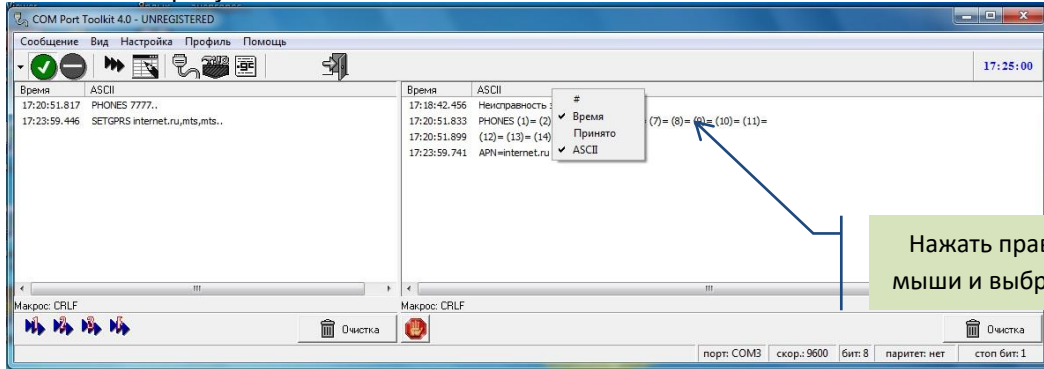 COM Port Toolkit 4.0 - UNREGISTERED
Сообщение Вид Настройка Профиль Помощь
17:25:00
Время ASCII
17:20:51.817 PHONES 7777..
17:23:59.446 SETGPRS internet.ru,mts,mts..
Время ASCII
17:18:42.456 Неисправность
17:20:51.833 PHONES (1)= (2) (7)= (8)= (9)= (10)= (11)=
17:20:51.899 (12)= (13)= (14)
17:23:59.741 APN=internet.ru
#
Время
Принято
ASCII
Нажать прав
мыши и выбр
Макрос: CRLF
Макрос: CRLF
Очистка
Очистка
порт: COM3 скор.: 9600 бит: 8 паритет: нет стоп бит: 1